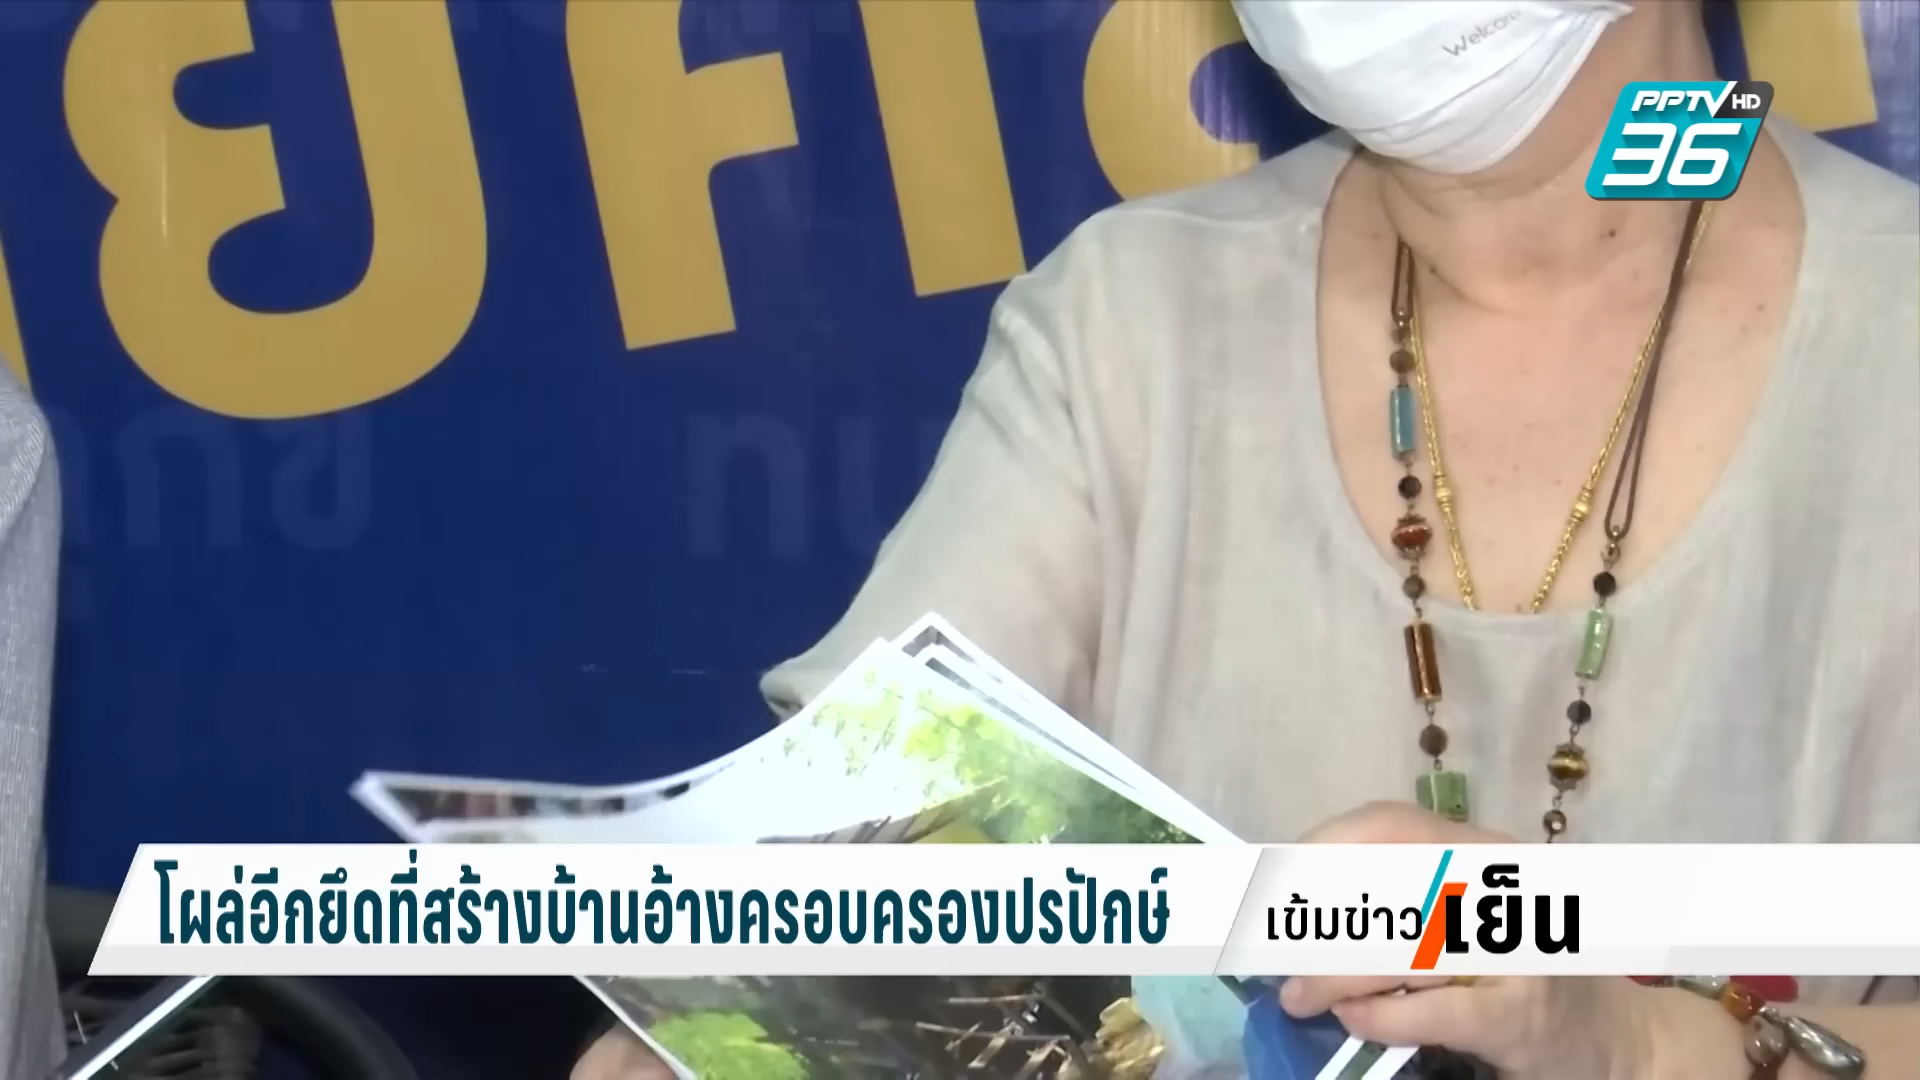 Welcare
PPTV HD
36
โผล่อีกยึดที่สร้างบ้านอ้างครอบครองปรปักษ์
เข้มข่าวเย็น